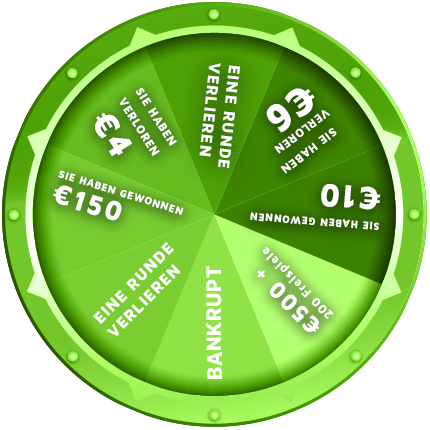 EINE RUNDE
VERLIEREN
SIE HABEN
VERLOREN
€9
SIE HABEN GEWONNEN
€10
€500 +
200 Freispiele
BANKRUPT
EINE RUNDE
VERLIEREN
SIE HABEN GEWONNEN
€150
SIE HABEN
VERLOREN
€4